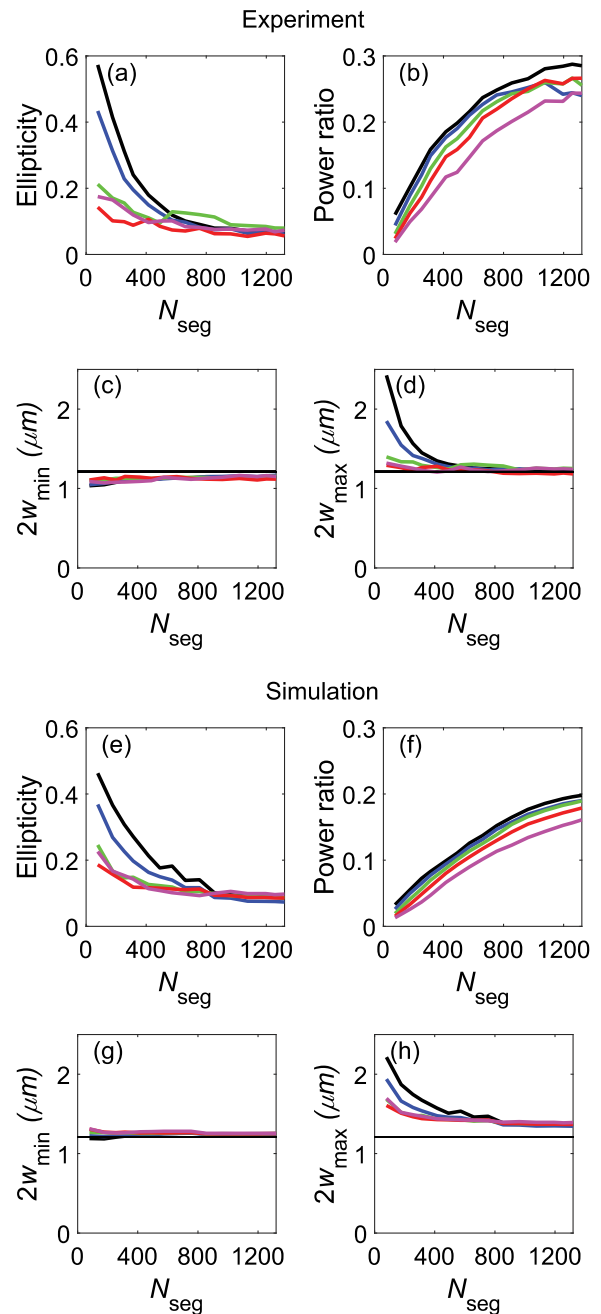 Experiment
(a)
Ellipticity
0.6
0.4
0.2
0
0 400 800 1200
N_seg
(b)
Power ratio
0.3
0.2
0.1
0
0 400 800 1200
N_seg
(c)
2w_min (μm)
2
1
0
0 400 800 1200
N_seg
(d)
2w_max (μm)
2
1
0
0 400 800 1200
N_seg
Simulation
(e)
Ellipticity
0.6
0.4
0.2
0
0 400 800 1200
N_seg
(f)
Power ratio
0.3
0.2
0.1
0
0 400 800 1200
N_seg
(g)
2w_min (μm)
2
1
0
0 400 800 1200
N_seg
(h)
2w_max (μm)
2
1
0
0 400 800 1200
N_seg